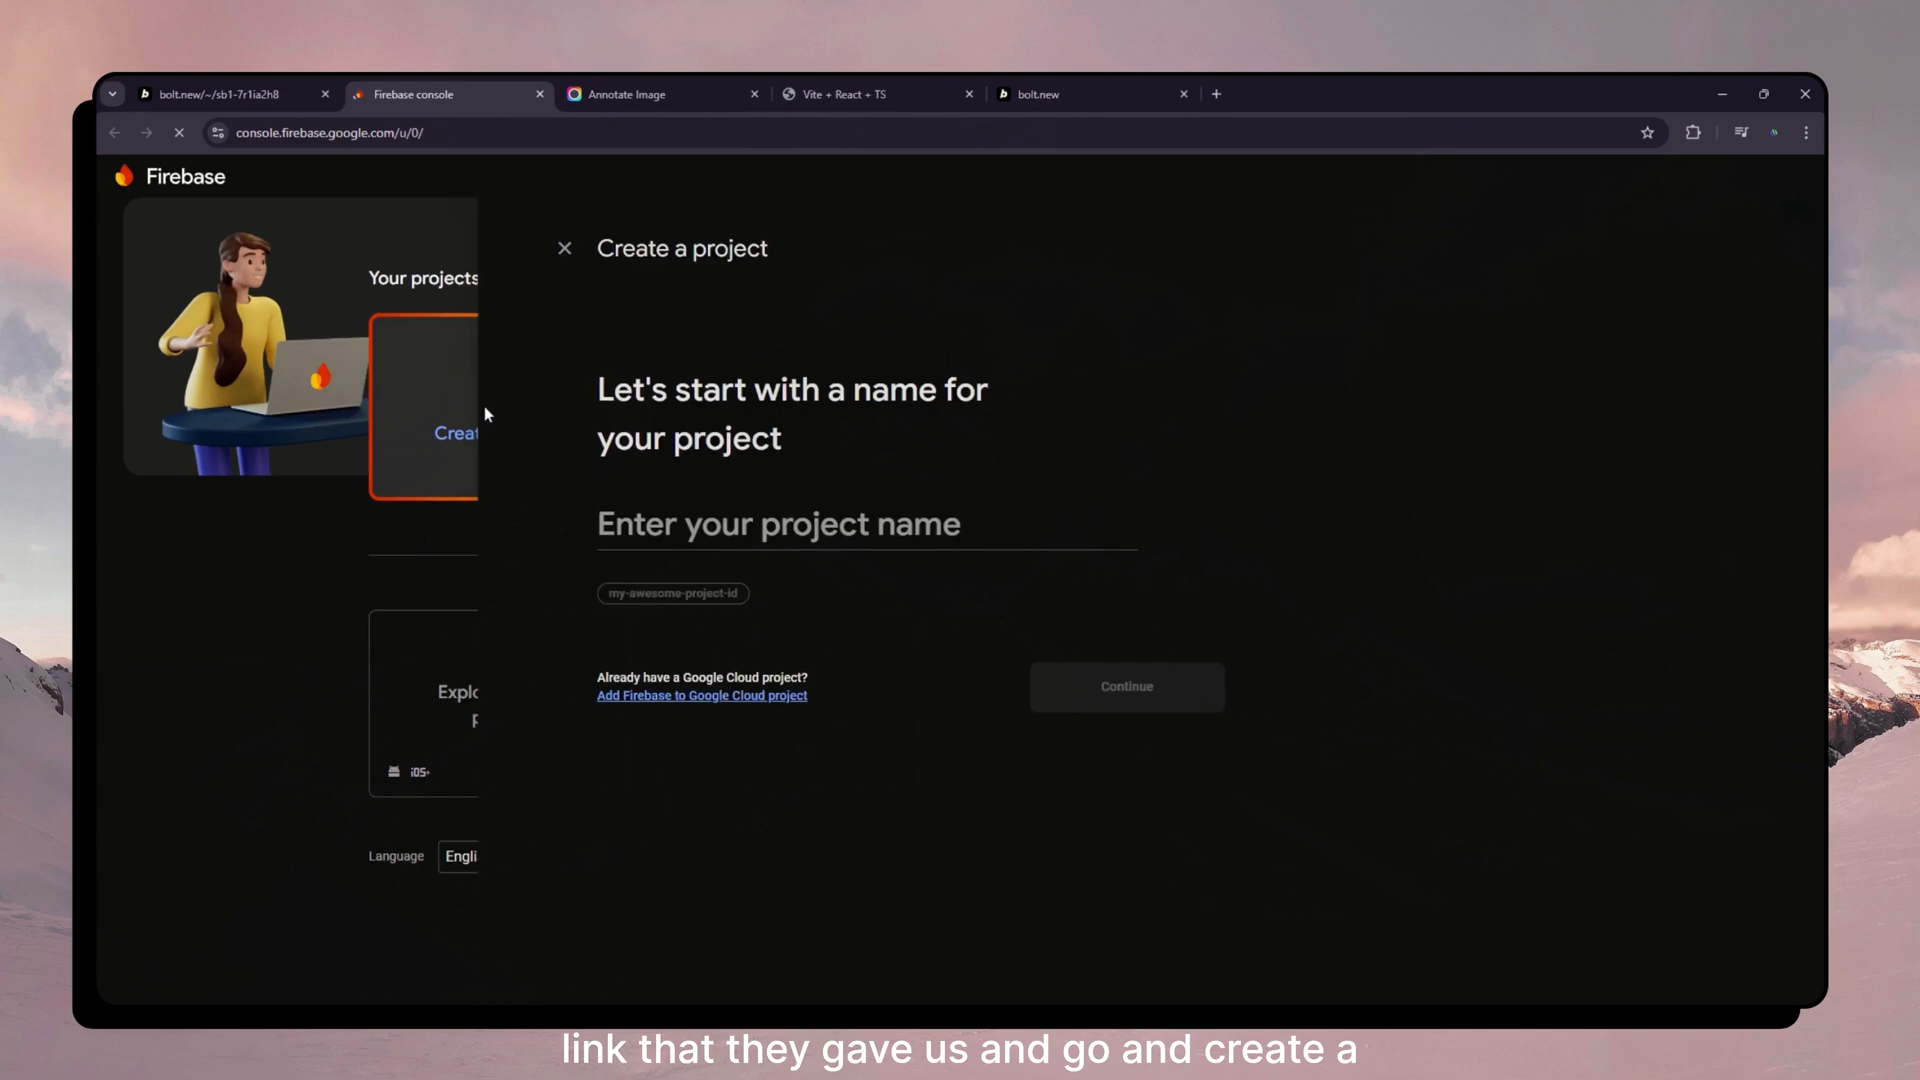 bolt.new/~/sb1-7r1ia2h8
Firebase console
Annotate Image
Vite + React + TS
bolt.new
console.firebase.google.com/u/0/
Firebase
Your projects
Creat
Explo
p
iOS+
Language
Engli
Create a project
Let's start with a name for
your project
Enter your project name
my-awesome-project-id
Already have a Google Cloud project?
Add Firebase to Google Cloud project
Continue
link that they gave us and go and create a